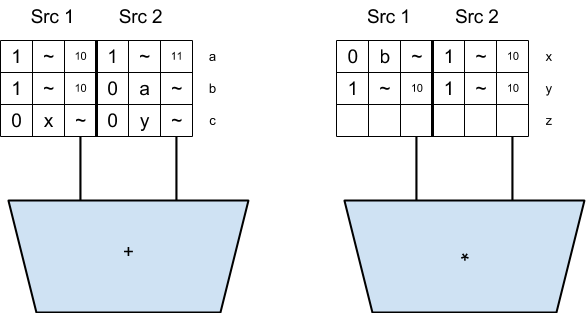 Src 1 Src 2
1 ~ 10 1 ~ 11 a
1 ~ 10 0 a ~ b
0 x ~ 0 y ~ c
+
Src 1 Src 2
0 b ~ 1 ~ 10 x
1 ~ 10 1 ~ 10 y
z
*